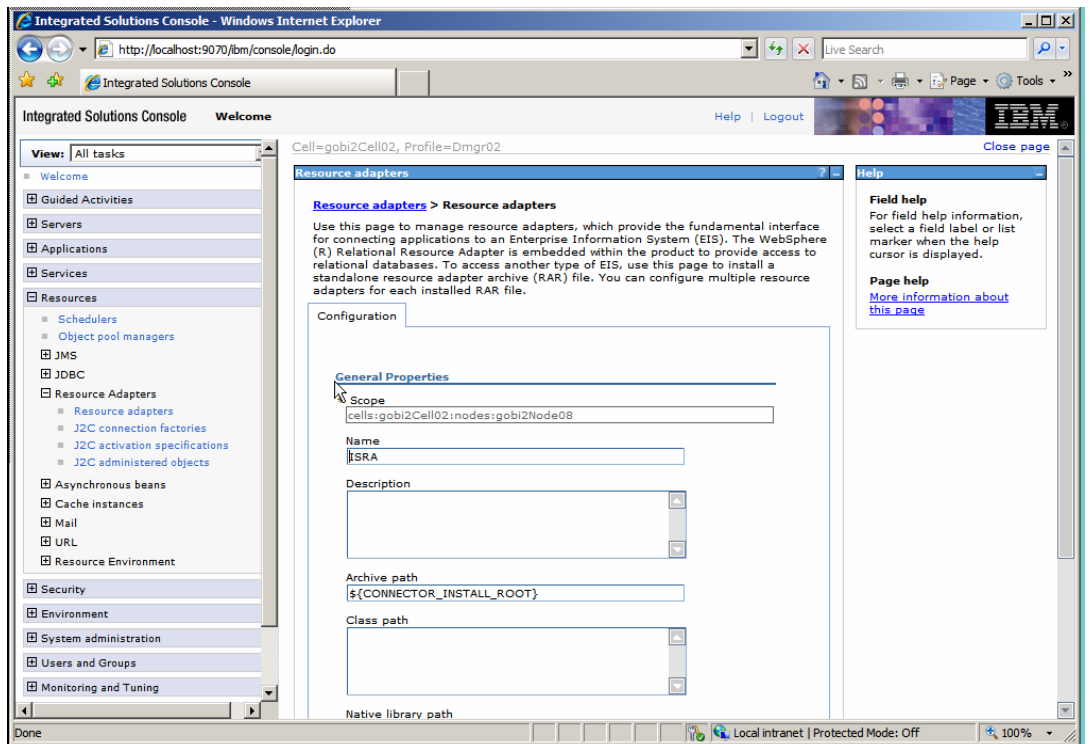 Integrated Solutions Console - Windows Internet Explorer
http://localhost:9070/ibm/console/login.do
Live Search
Integrated Solutions Console
Page
Tools
Integrated Solutions Console Welcome
Help | Logout
IBM
View: All tasks
Welcome
Guided Activities
Servers
Applications
Services
Resources
Schedulers
Object pool managers
JMS
JDBC
Resource Adapters
Resource adapters
J2C connection factories
J2C activation specifications
J2C administered objects
Asynchronous beans
Cache instances
Mail
URL
Resource Environment
Security
Environment
System administration
Users and Groups
Monitoring and Tuning
Cell=gobi2Cell02, Profile=Dmgr02
Close page
Resource adapters
Resource adapters > Resource adapters
Use this page to manage resource adapters, which provide the fundamental interface
for connecting applications to an Enterprise Information System (EIS). The WebSphere
(R) Relational Resource Adapter is embedded within the product to provide access to
relational databases. To access another type of EIS, use this page to install a
standalone resource adapter archive (RAR) file. You can configure multiple resource
adapters for each installed RAR file.
Configuration
General Properties
Scope
cells:gobi2Cell02:nodes:gobi2Node08
Name
ISRA
Description
Archive path
${CONNECTOR_INSTALL_ROOT}
Class path
Native library path
Help
Field help
For field help information,
select a field label or list
marker when the help
cursor is displayed.
Page help
More information about
this page
Done
Local intranet | Protected Mode: Off
100%